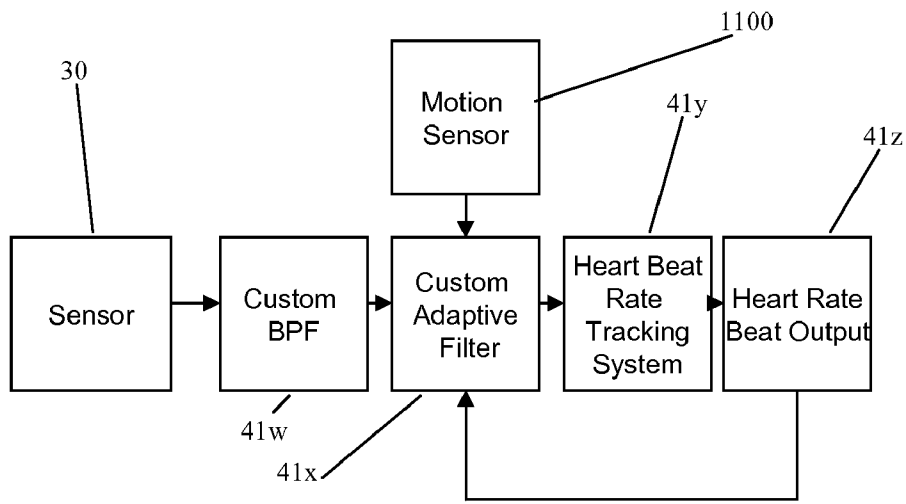 1100
30
Motion
Sensor
41y
41z
Sensor
Custom
BPF
Custom
Adaptive
Filter
Heart Beat
Rate
Tracking
System
Heart Rate
Beat Output
41w
41x